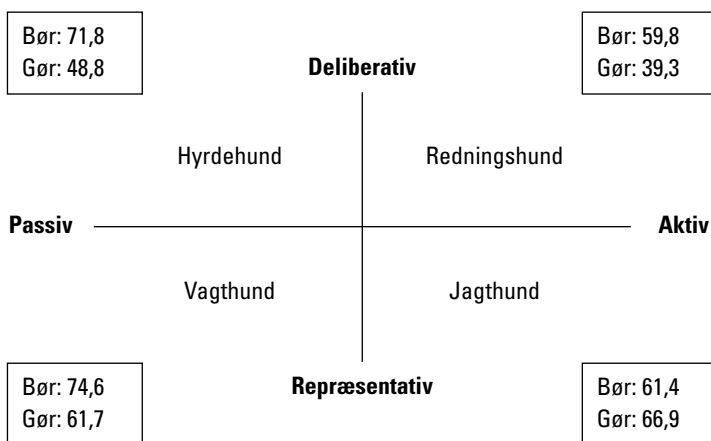 Bør: 71,8
Gør: 48,8
Bør: 59,8
Gør: 39,3
Deliberativ
Hyrdehund
Redningshund
Passiv
Aktiv
Vagthund
Jagthund
Bør: 74,6
Gør: 61,7
Repræsentativ
Bør: 61,4
Gør: 66,9